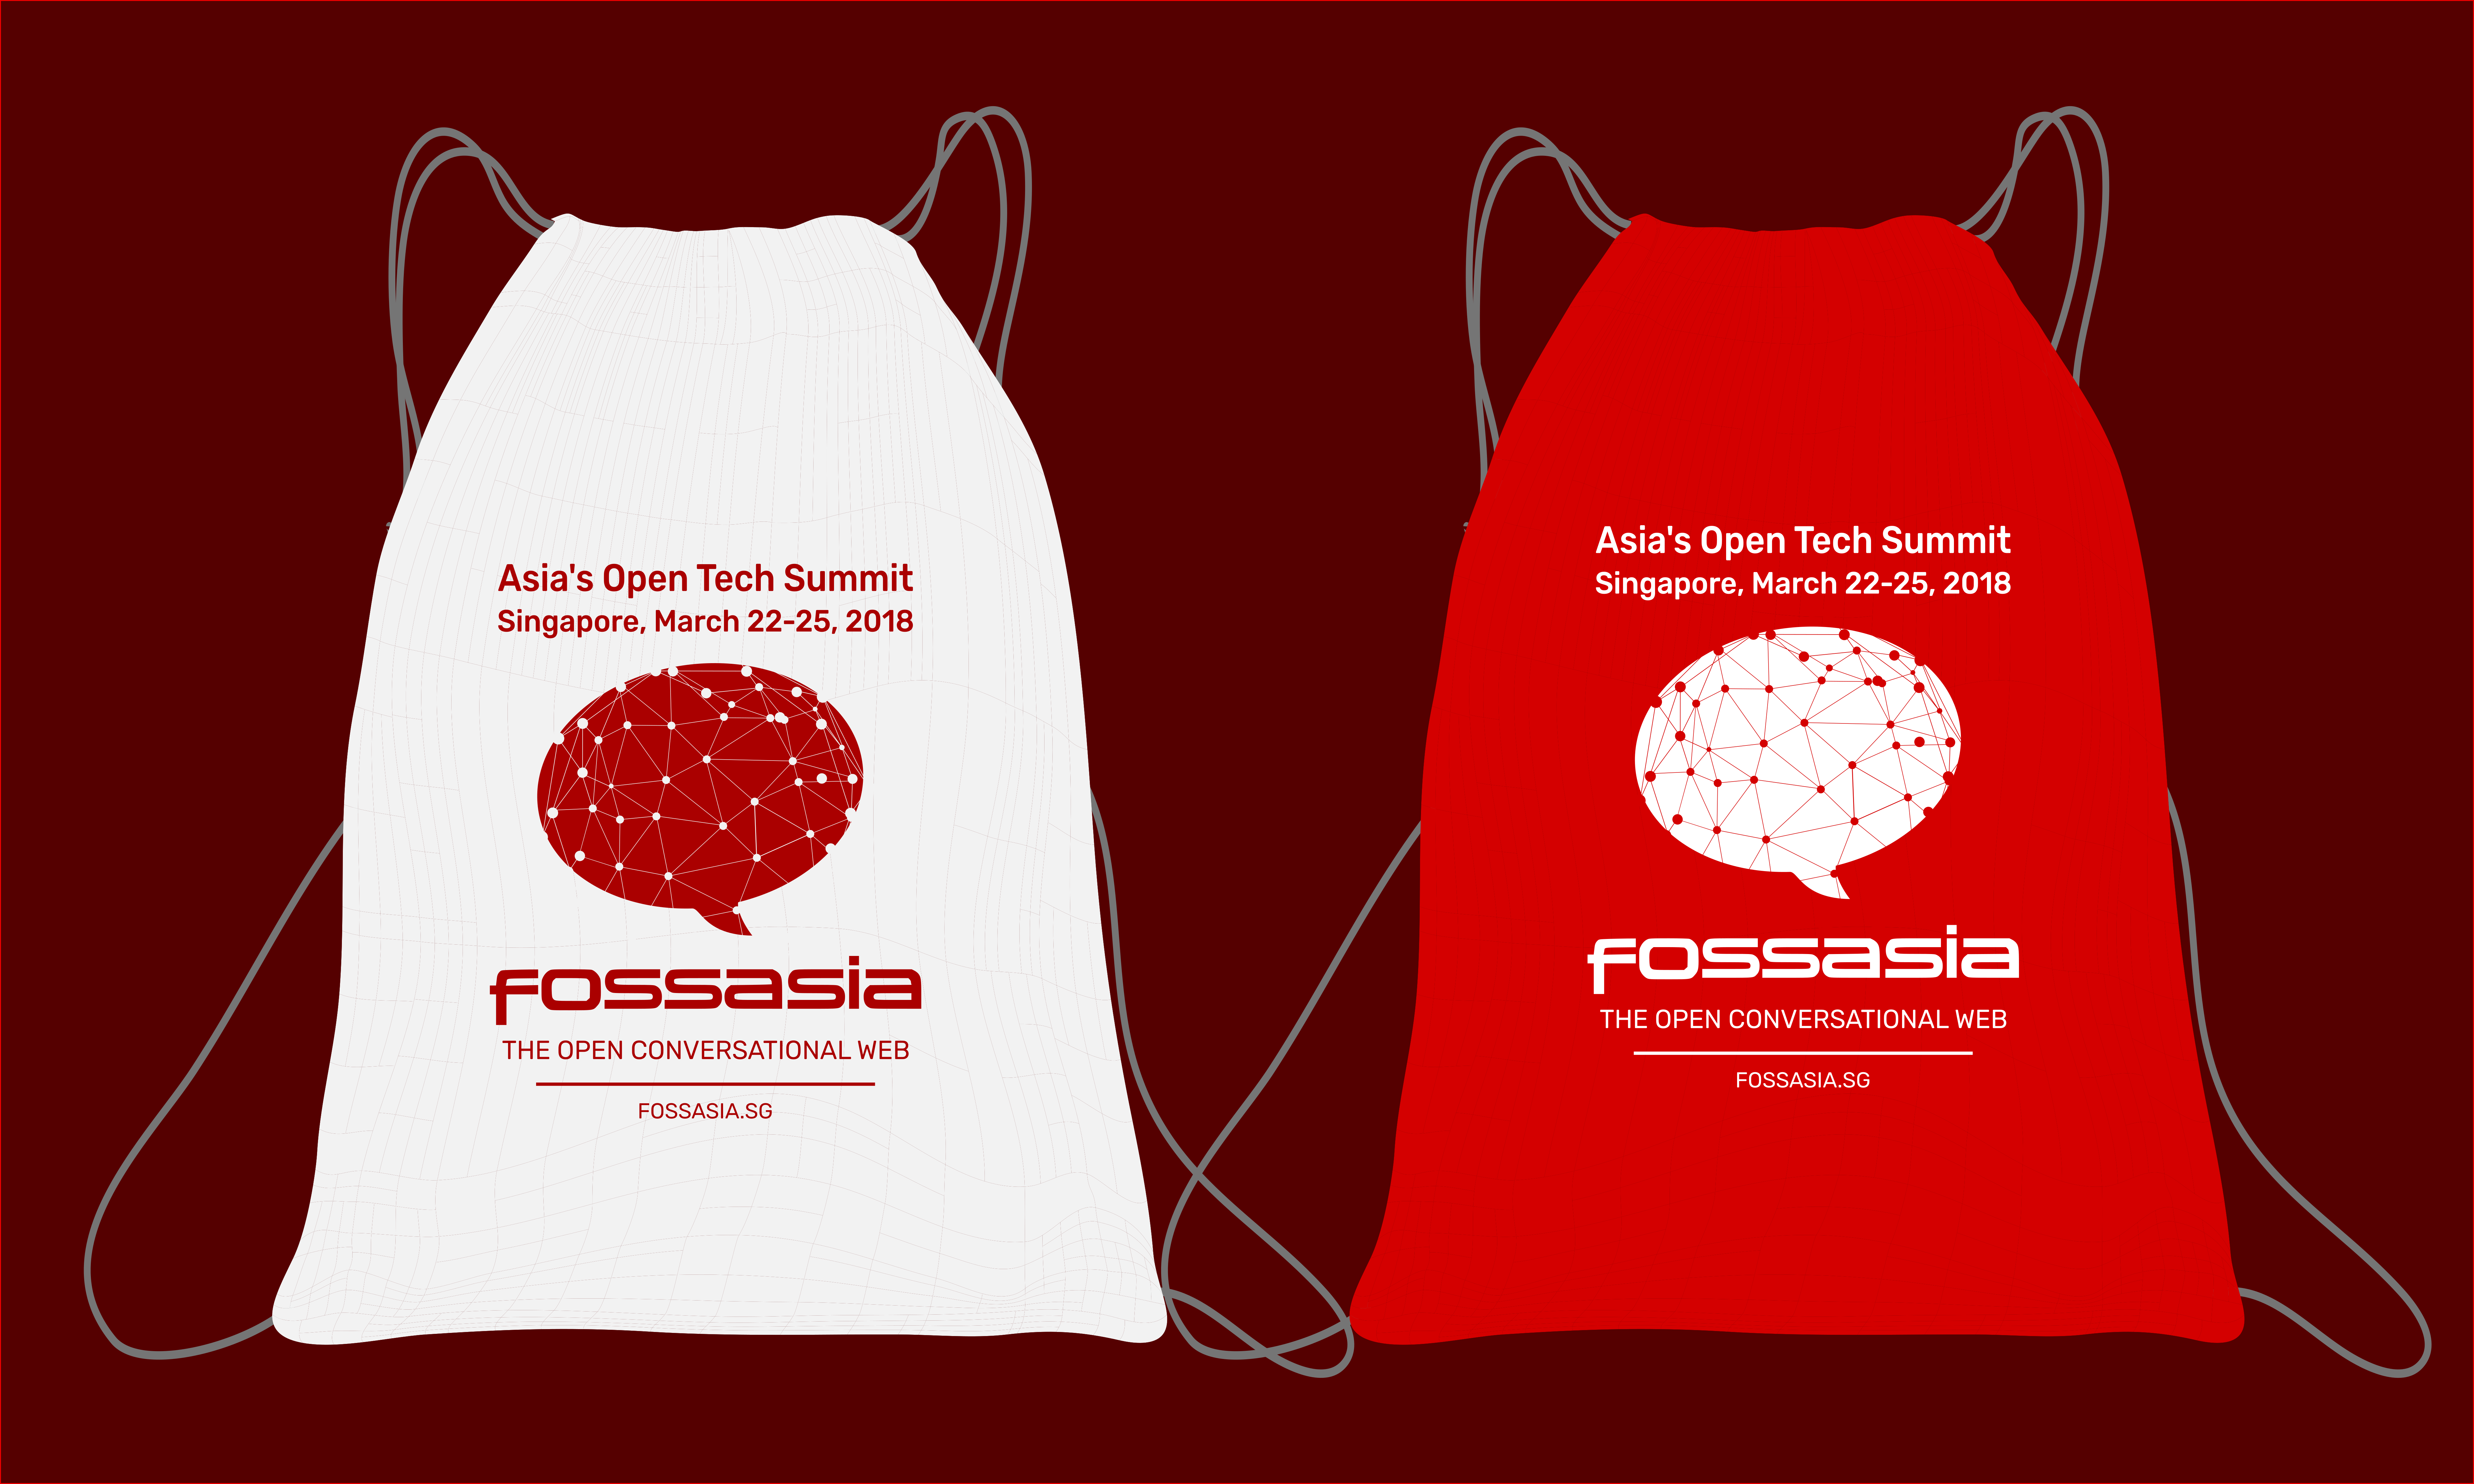 Asia's Open Tech Summit
Singapore, March 22-25, 2018
fossasia
THE OPEN CONVERSATIONAL WEB
FOSSASIA.SG
Asia's Open Tech Summit
Singapore, March 22-25, 2018
fossasia
THE OPEN CONVERSATIONAL WEB
FOSSASIA.SG